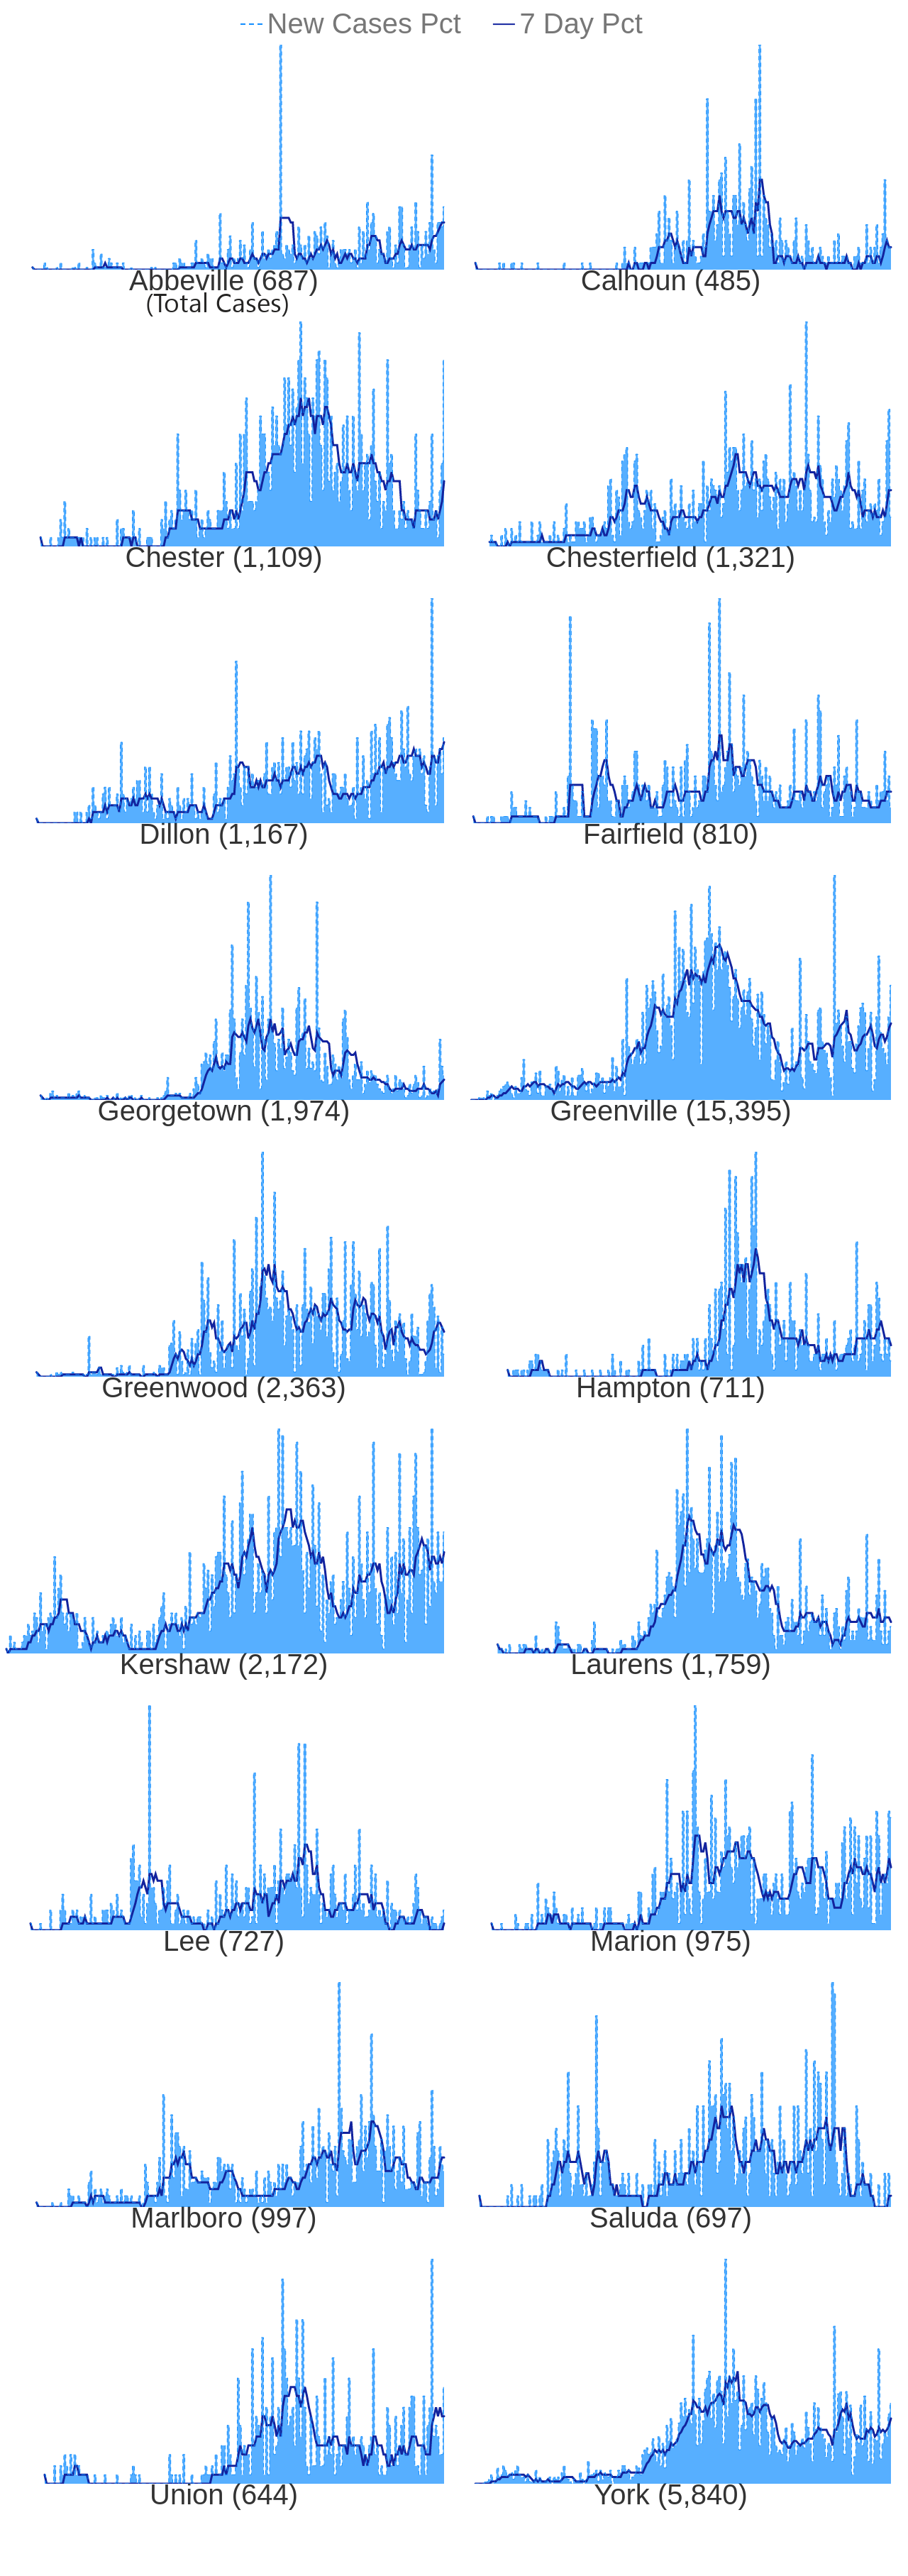 New Cases Pct 7 Day Pct
Abbeville (687) Calhoun (485)
(Total Cases)
Chester (1,109) Chesterfield (1,321)
Dillon (1,167) Fairfield (810)
Georgetown (1,974) Greenville (15,395)
Greenwood (2,363) Hampton (711)
Kershaw (2,172) Laurens (1,759)
Lee (727) Marion (975)
Marlboro (997) Saluda (697)
Union (644) York (5,840)